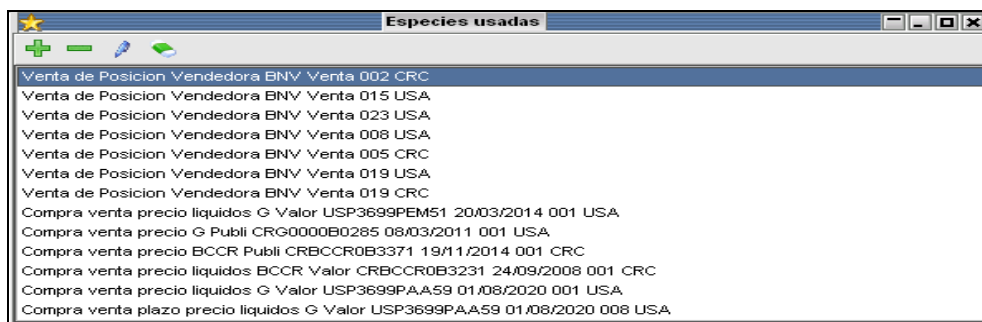 Especies usadas
Venta de Posicion Vendedora BNV Venta 002 CRC
Venta de Posicion Vendedora BNV Venta 015 USA
Venta de Posicion Vendedora BNV Venta 023 USA
Venta de Posicion Vendedora BNV Venta 008 USA
Venta de Posicion Vendedora BNV Venta 005 CRC
Venta de Posicion Vendedora BNV Venta 019 USA
Venta de Posicion Vendedora BNV Venta 019 CRC
Compra venta precio liquidos G Valor USP3699PEM51 20/03/2014 001 USA
Compra venta precio G Publi CRG0000B0285 08/03/2011 001 USA
Compra venta precio BCCR Publi CRBCCR0B3371 19/11/2014 001 CRC
Compra venta precio liquidos BCCR Valor CRBCCR0B3231 24/09/2008 001 CRC
Compra venta precio liquidos G Valor USP3699PAA59 01/08/2020 001 USA
Compra venta plazo precio liquidos G Valor USP3699PAA59 01/08/2020 008 USA